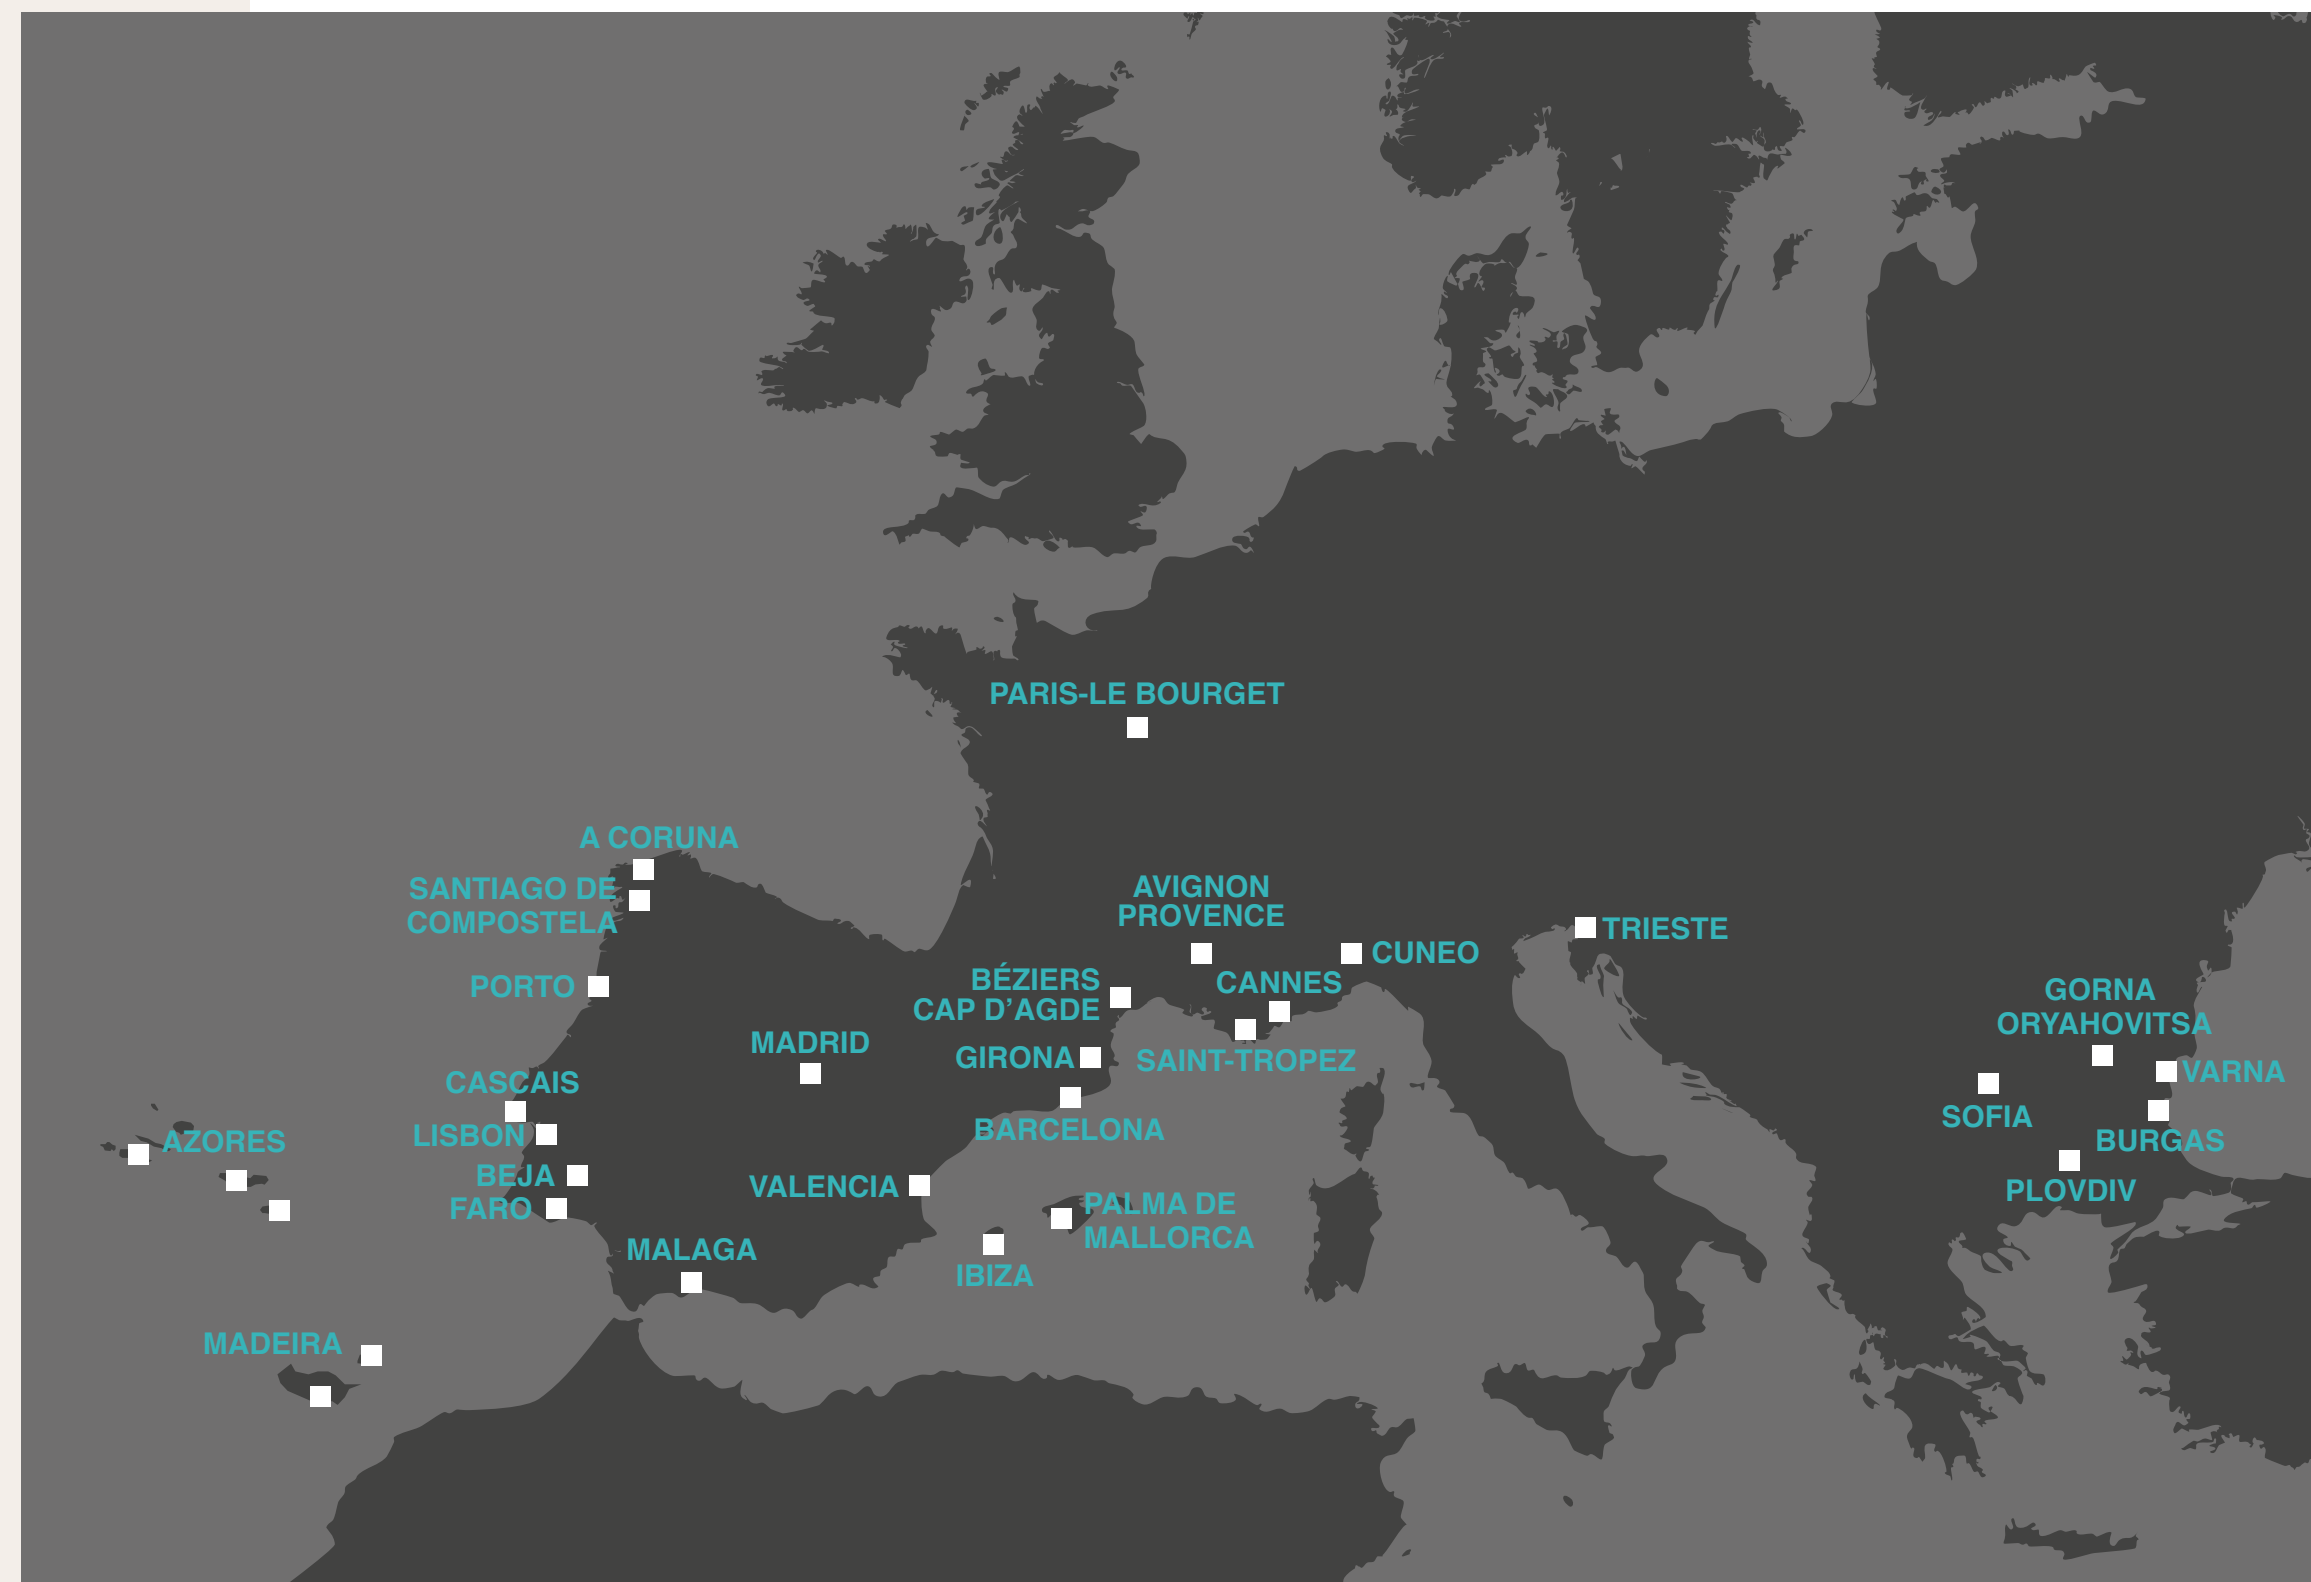 PARIS-LE BOURGET
A CORUNA
SANTIAGO DE
COMPOSTELA
PORTO
AVIGNON
PROVENCE
CUNEO
TRIESTE
BÉZIERS
CAP D’AGDE
CANNES
SAINT-TROPEZ
GIRONA
BARCELONA
MADRID
CASCAIS
LISBON
BEJA
FARO
AZORES
VALENCIA
PALMA DE
MALLORCA
IBIZA
MALAGA
MADEIRA
GORNA
ORYAHOVITSA
VARNA
SOFIA
BURGAS
PLOVDIV